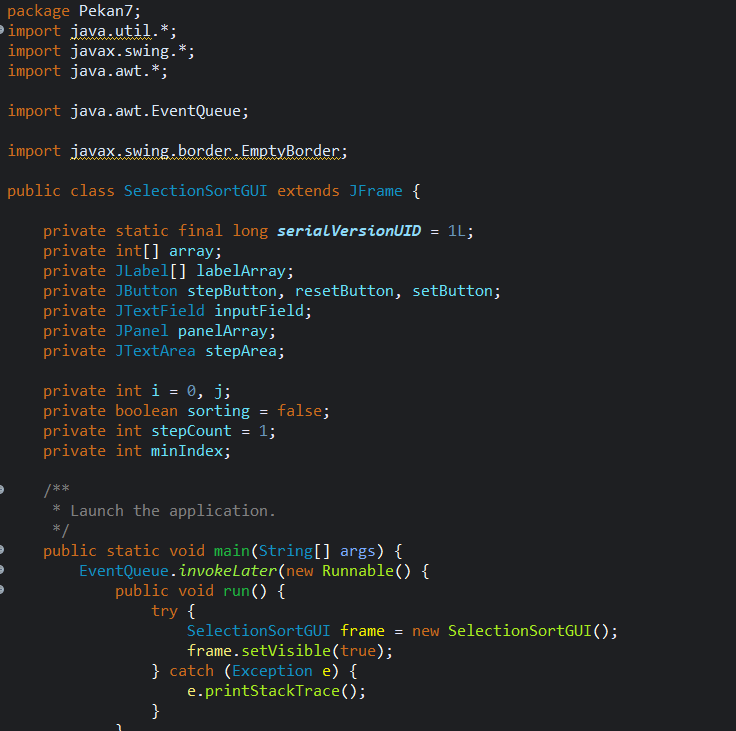 package Pekan7;
import java.util.*;
import javax.swing.*;
import java.awt.*;
import java.awt.EventQueue;
import javax.swing.border.EmptyBorder;
public class SelectionSortGUI extends JFrame {
private static final long serialVersionUID = 1L;
private int[] array;
private JLabel[] labelArray;
private JButton stepButton, resetButton, setButton;
private JTextField inputField;
private JPanel panelArray;
private JTextArea stepArea;
private int i = 0, j;
private boolean sorting = false;
private int stepCount = 1;
private int minIndex;
/**
* Launch the application.
*/
public static void main(String[] args) {
EventQueue.invokeLater(new Runnable() {
public void run() {
try {
SelectionSortGUI frame = new SelectionSortGUI();
frame.setVisible(true);
} catch (Exception e) {
e.printStackTrace();
}
}